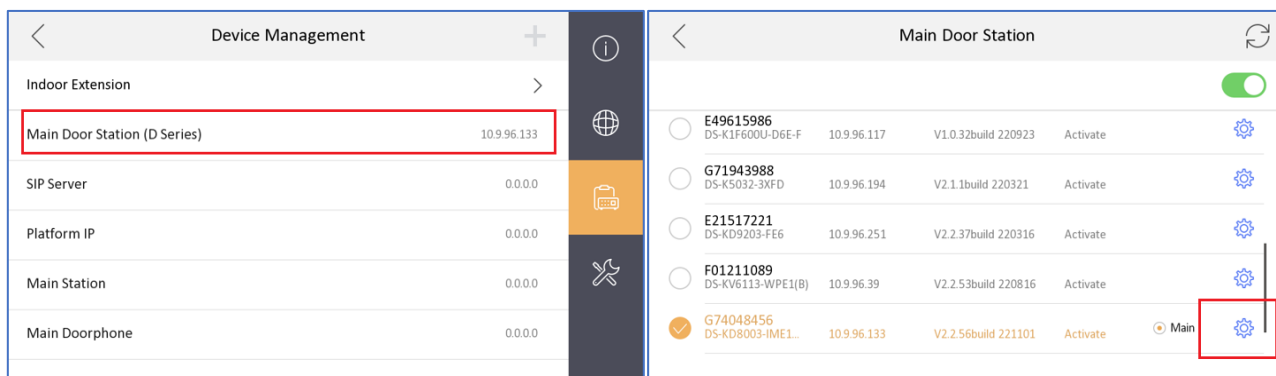 Device Management
Indoor Extension
Main Door Station (D Series) 10.9.96.133
SIP Server 0.0.0.0
Platform IP 0.0.0.0
Main Station 0.0.0.0
Main Doorphone 0.0.0.0
Main Door Station
E49615986
DS-K1F600U-D6E-F 10.9.96.117 V1.0.32build 220923 Activate
G71943988
DS-K5032-3XFD 10.9.96.194 V2.1.1build 220321 Activate
E21517221
DS-KD9203-FE6 10.9.96.251 V2.2.37build 220316 Activate
F01211089
DS-KV6113-WPE1(B) 10.9.96.39 V2.2.53build 220816 Activate
G74048456
DS-KD8003-IME1... 10.9.96.133 V2.2.56build 221101 Activate Main